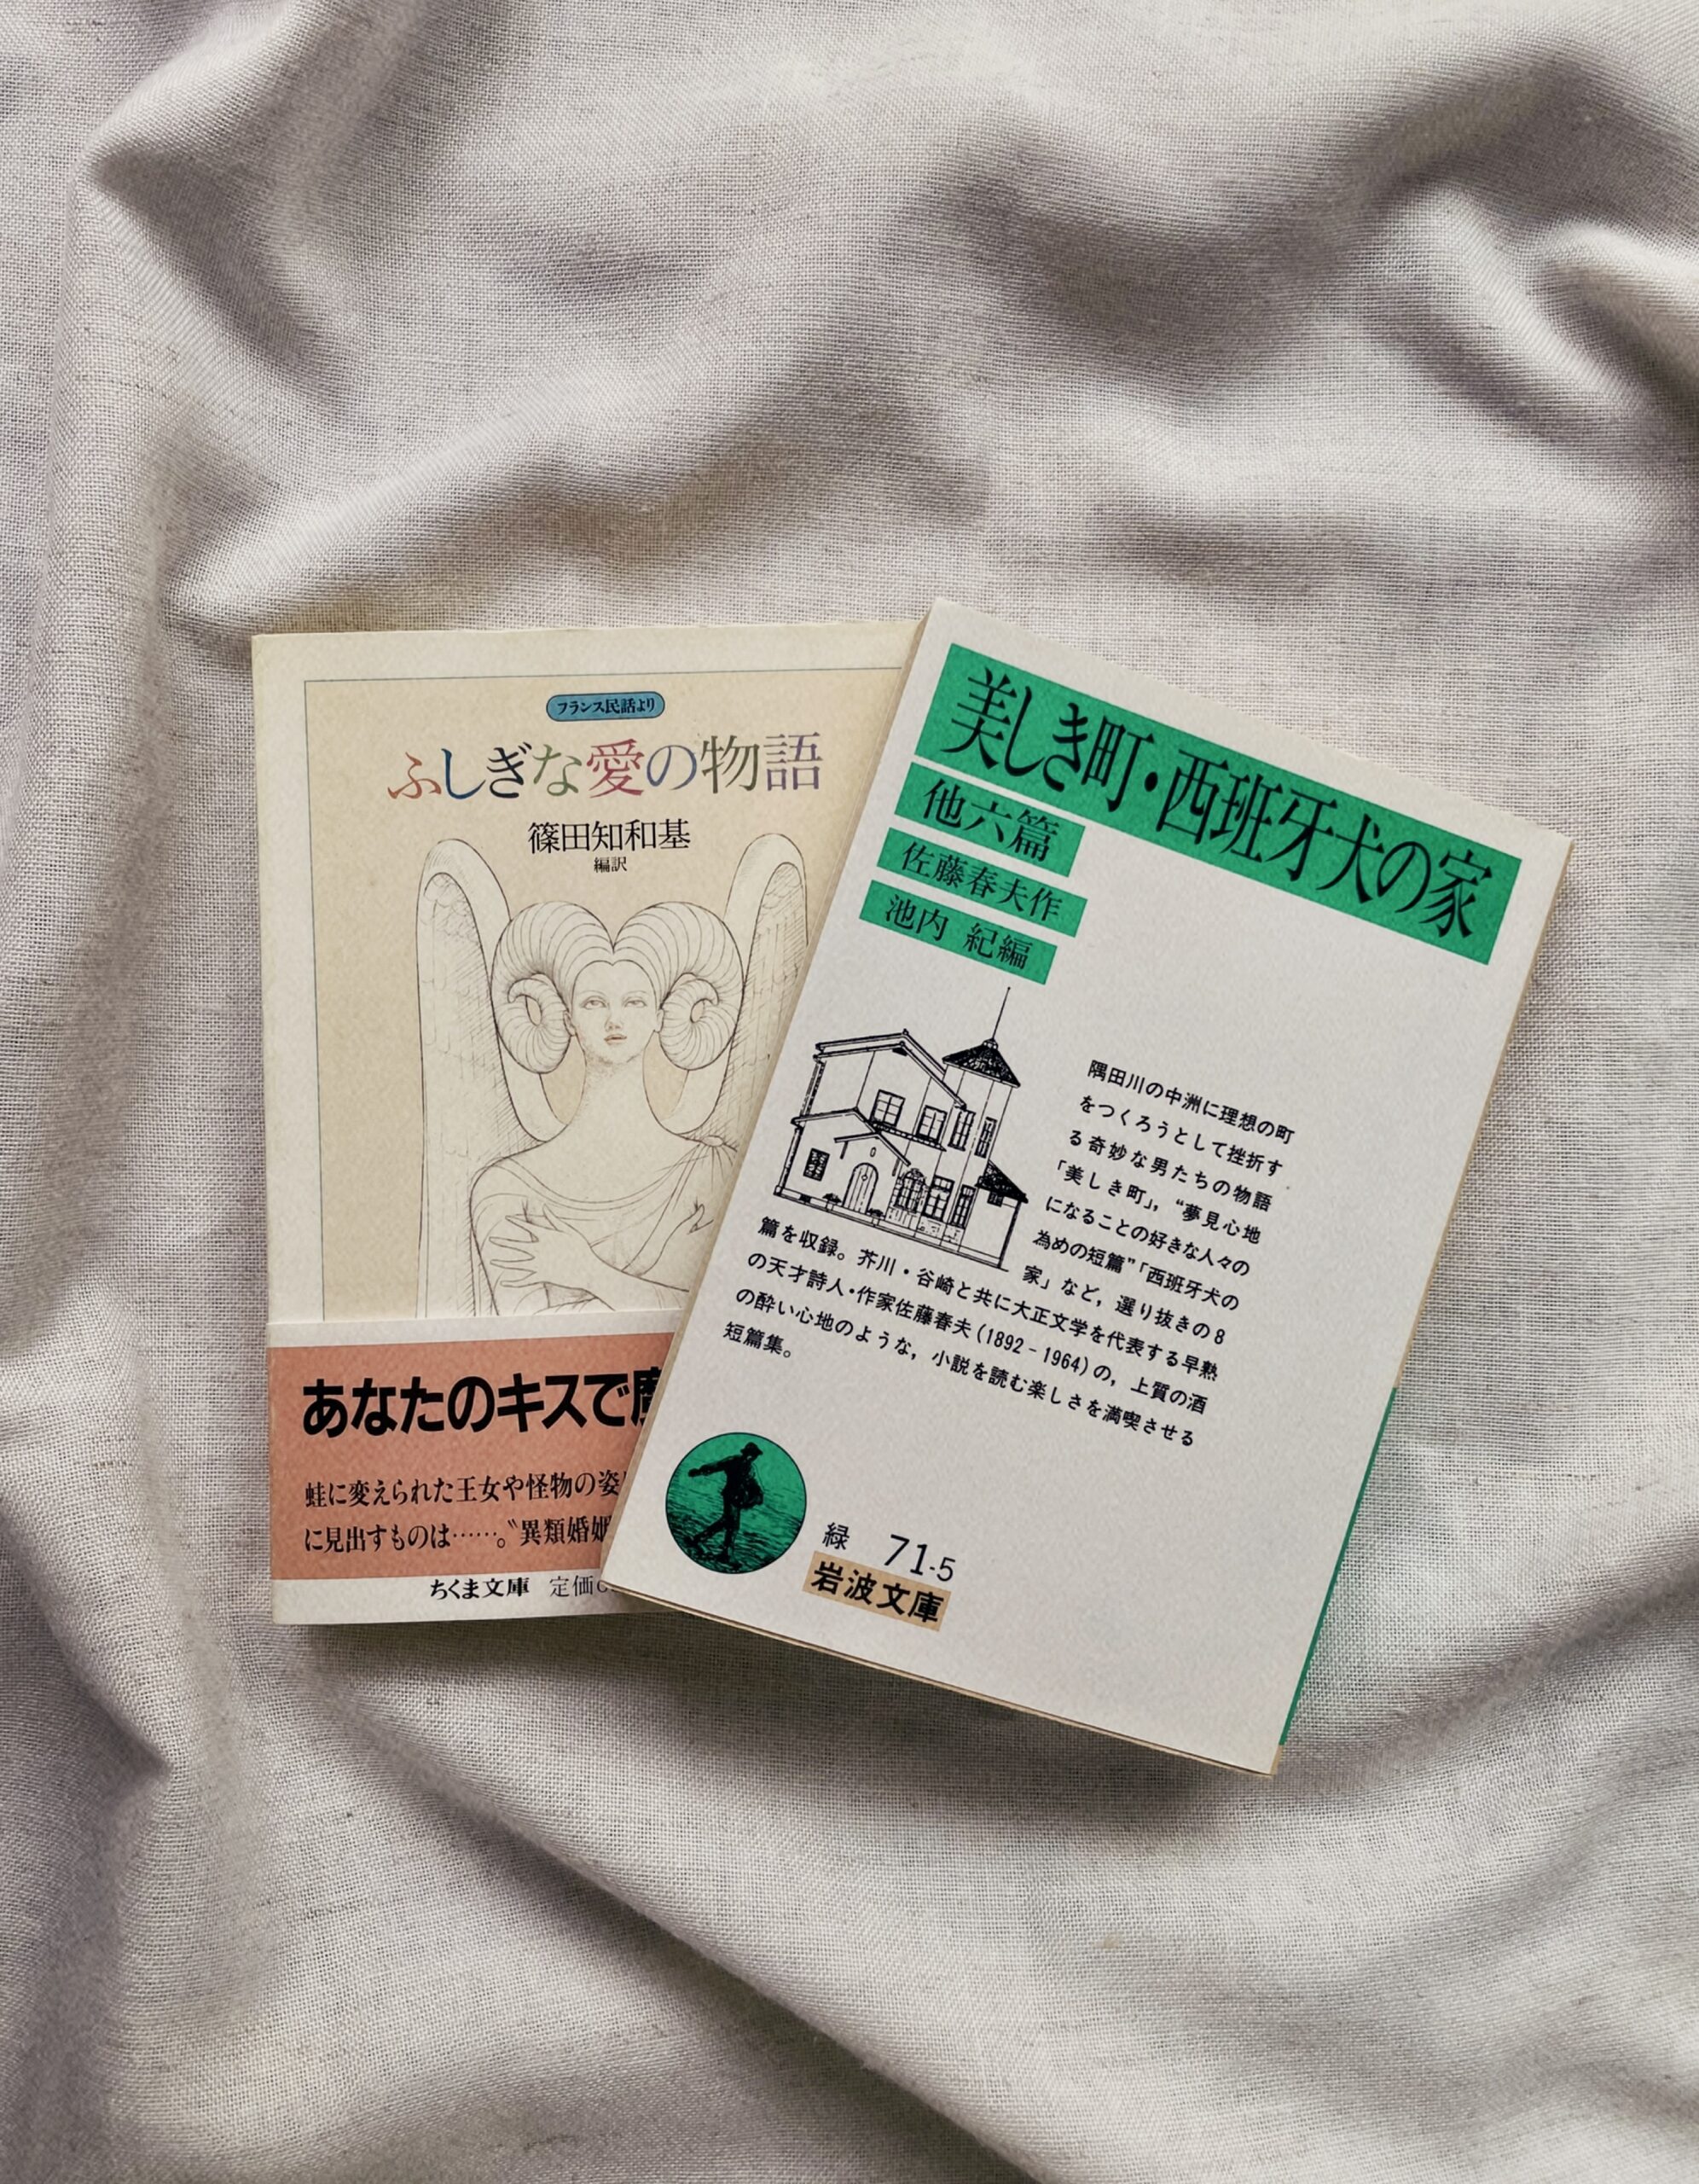 フランス民話より
ふしぎな愛の物語
篠田知和基
編訳
あなたのキスで
蛙に変えられた王女や怪物の姿
に見出すものは……。〝異類婚姻
ちくま文庫 定価
美しき町・西班牙犬の家
他六篇
佐藤春夫作
池内 紀編
隅田川の中洲に理想の町
をつくろうとして挫折す
る奇妙な男たちの物語
「美しき町」，“夢見心地
になることの好きな人々の
為めの短篇”「西班牙犬の
家」など，選り抜きの8
篇を収録。芥川・谷崎と共に大正文学を代表する早熟
の天才詩人・作家佐藤春夫(1892‐1964)の，上質の酒
の酔い心地のような，小説を読む楽しさを満喫させる
短篇集。
緑 71-5
岩波文庫